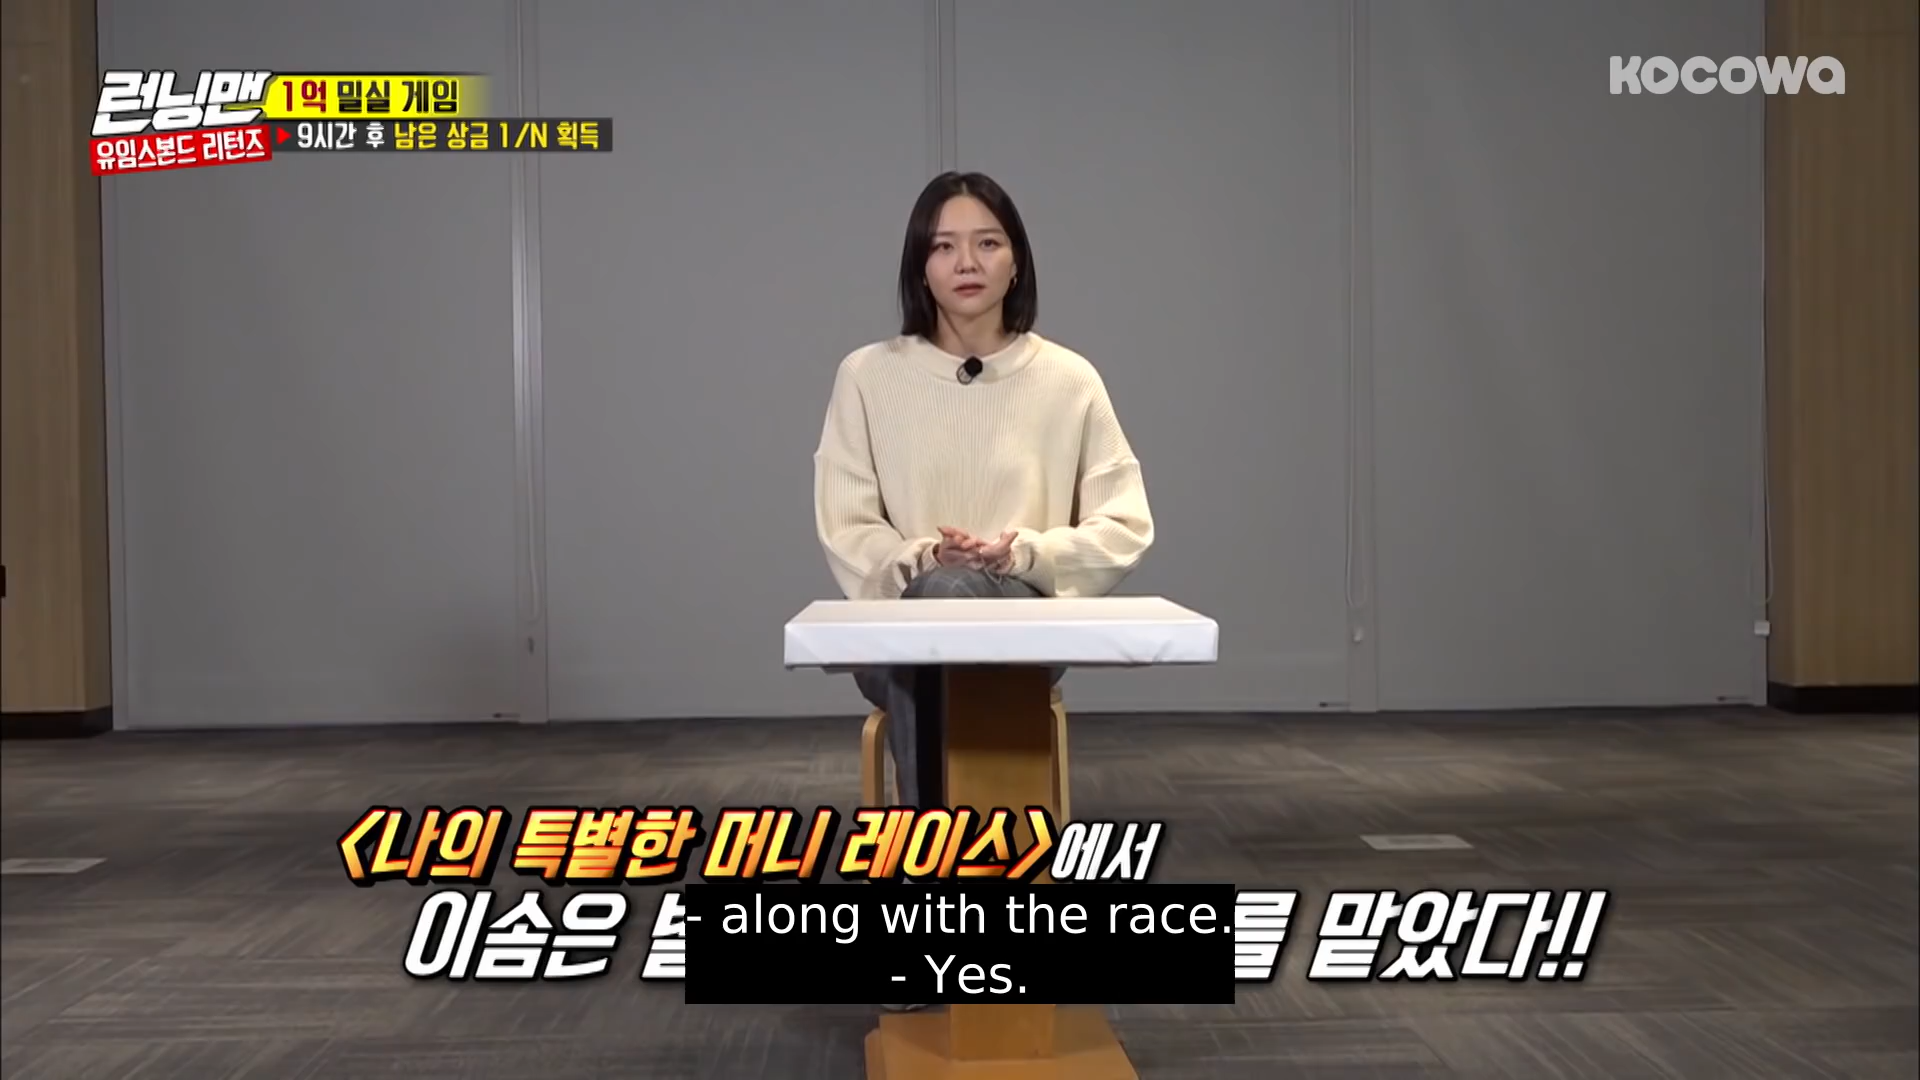 런닝맨 1억 밀실 게임
KOCOWA
유임스본드 리턴즈 ▶ 9시간 후 남은 상금 1/N 획득
<나의 특별한 머니 레이스>에서
이솜은 를 맡았다!!
- along with the race.
- Yes.